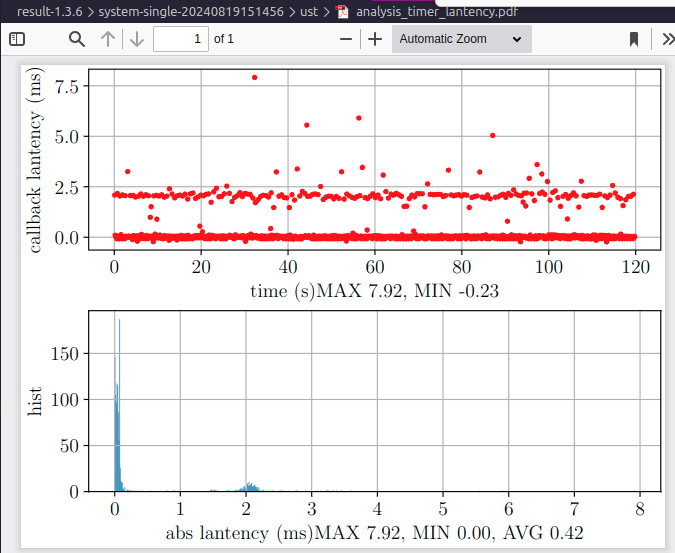 result-1.3.6 > system-single-20240819151456 > ust > analysis_timer_lantency.pdf
1 of 1 Automatic Zoom
callback lantency (ms)
7.5
5.0
2.5
0.0
0 20 40 60 80 100 120
time (s)MAX 7.92, MIN -0.23
hist
150
100
50
0
0 1 2 3 4 5 6 7 8
abs lantency (ms)MAX 7.92, MIN 0.00, AVG 0.42